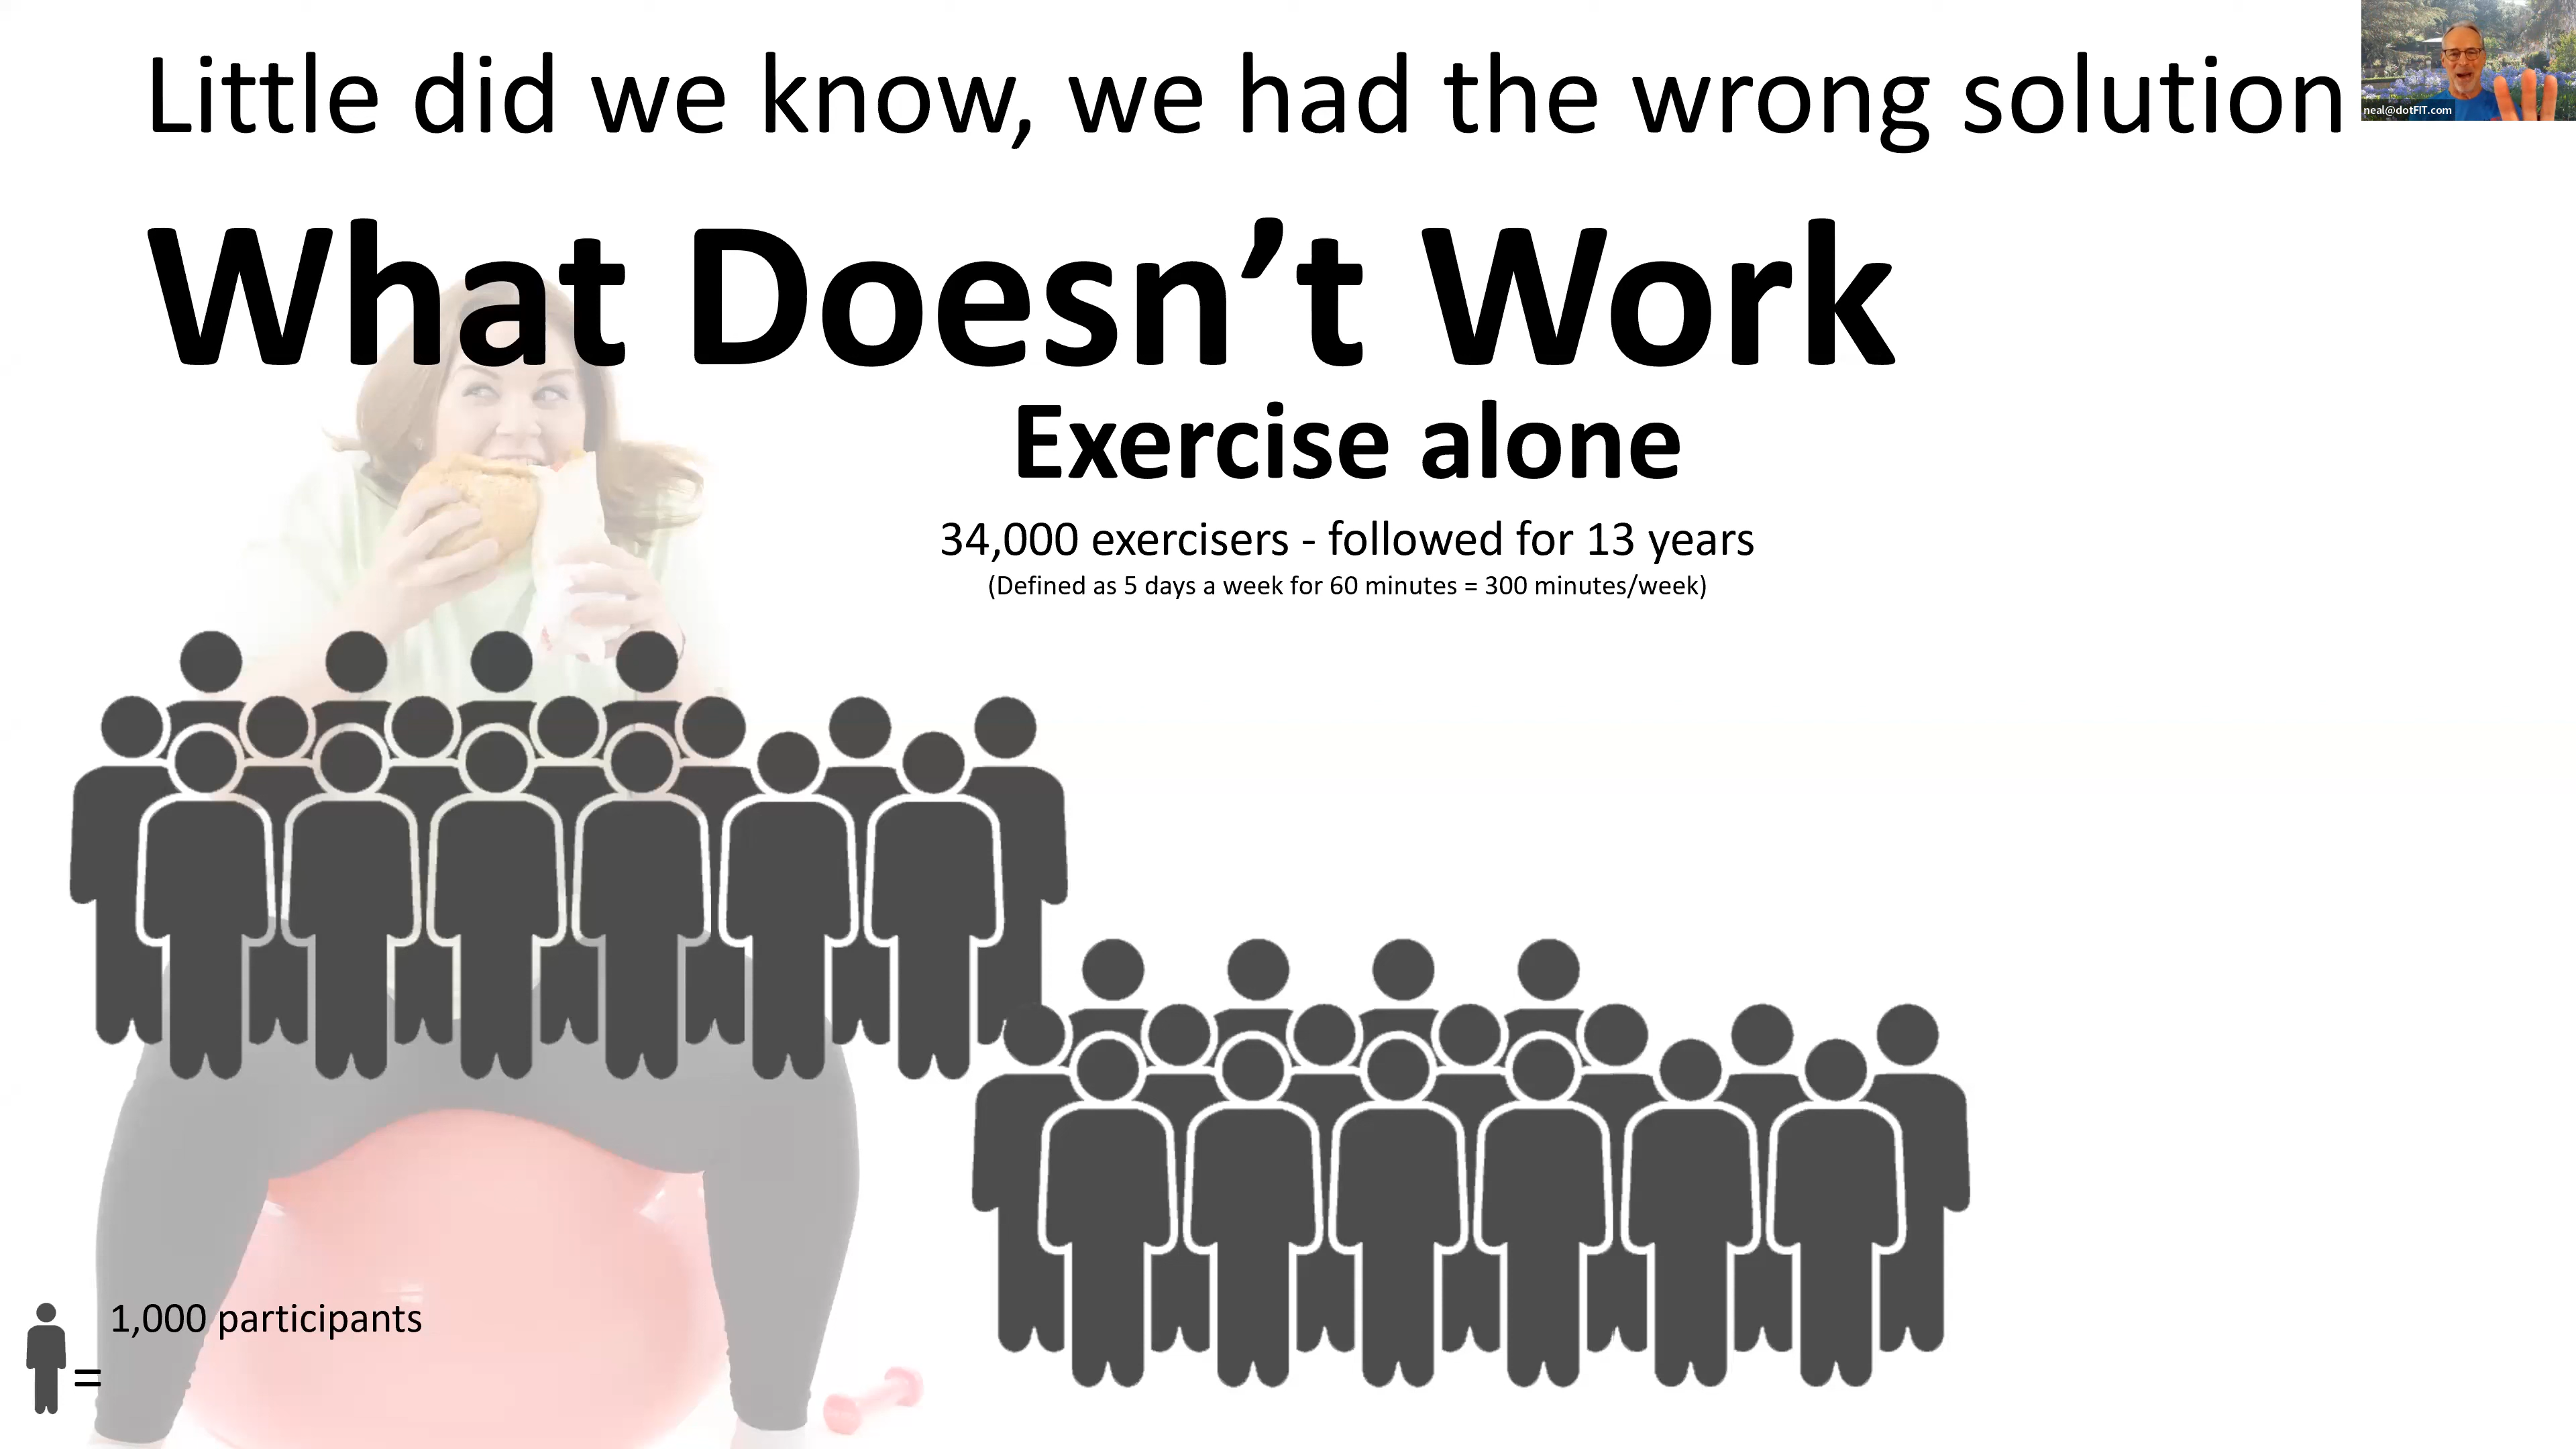 Little did we know, we had the wrong solution
neal@dotFIT.com
What Doesn’t Work
Exercise alone
34,000 exercisers - followed for 13 years
(Defined as 5 days a week for 60 minutes = 300 minutes/week)
1,000 participants
=